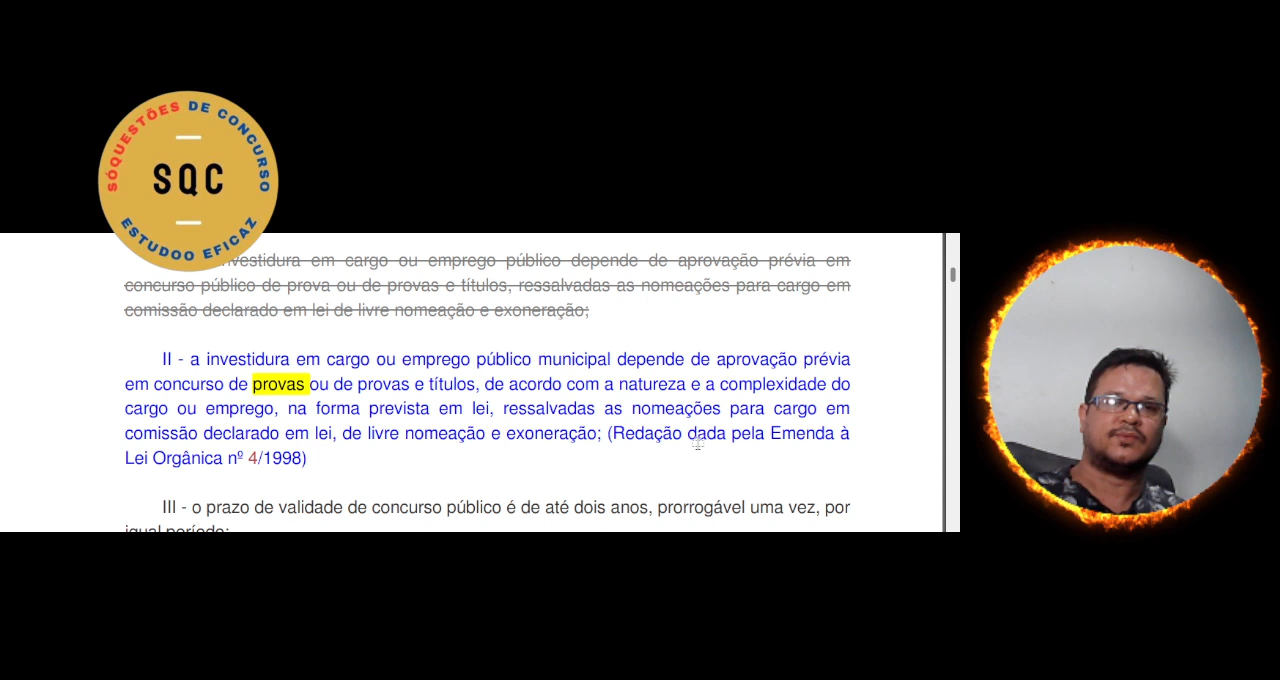 SÓQUESTÕES DE CONCURSO
SQC
ESTUDOO EFICAZ
investidura em cargo ou emprego público depende de aprovação prévia em
concurso público de prova ou de provas e títulos, ressalvadas as nomeações para cargo em
comissão declarado em lei de livre nomeação e exoneração;
II - a investidura em cargo ou emprego público municipal depende de aprovação prévia
em concurso de provas ou de provas e títulos, de acordo com a natureza e a complexidade do
cargo ou emprego, na forma prevista em lei, ressalvadas as nomeações para cargo em
comissão declarado em lei, de livre nomeação e exoneração; (Redação dada pela Emenda à
Lei Orgânica nº 4/1998)
III - o prazo de validade de concurso público é de até dois anos, prorrogável uma vez, por
igual período;